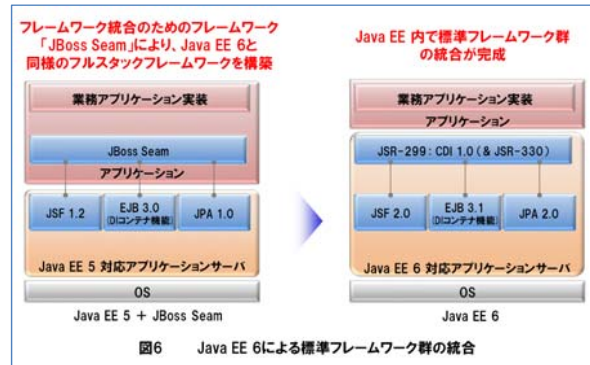 フレームワーク統合のためのフレームワーク
「JBoss Seam」により、Java EE 6と
同様のフルスタックフレームワークを構築
業務アプリケーション実装
JBoss Seam
アプリケーション
JSF 1.2
EJB 3.0
(DIコンテナ機能)
JPA 1.0
Java EE 5 対応アプリケーションサーバ
OS
Java EE 5 + JBoss Seam
Java EE 内で標準フレームワーク群
の統合が完成
業務アプリケーション実装
アプリケーション
JSR-299：CDI 1.0（& JSR-330）
JSF 2.0
EJB 3.1
(DIコンテナ機能)
JPA 2.0
Java EE 6 対応アプリケーションサーバ
OS
Java EE 6
図6 Java EE 6による標準フレームワーク群の統合